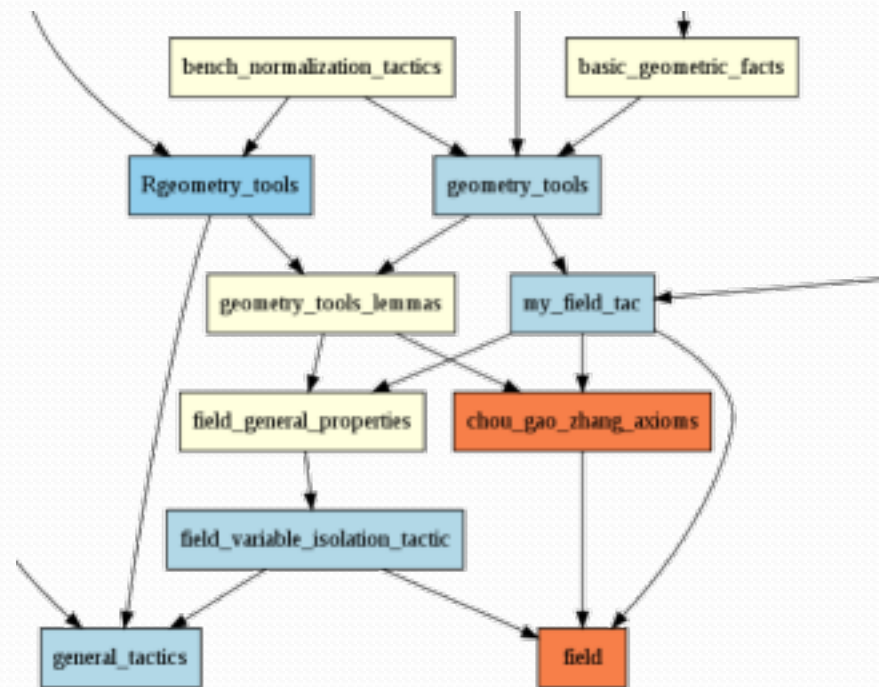 bench_normalization_tactics
basic_geometric_facts
Rgeometry_tools
geometry_tools
geometry_tools_lemmas
my_field_tac
field_general_properties
chou_gao_zhang_axioms
field_variable_isolation_tactic
general_tactics
field